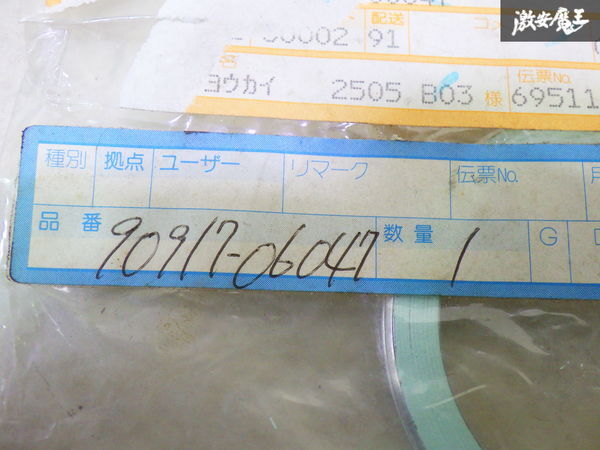 激安魔王
配送
コメ
00002 91
ヨウカイ 2505 B03 様
伝票No.
69511
種別 拠点 ユーザー リマーク 伝票No.
品番 90917-06047 数量 1 G